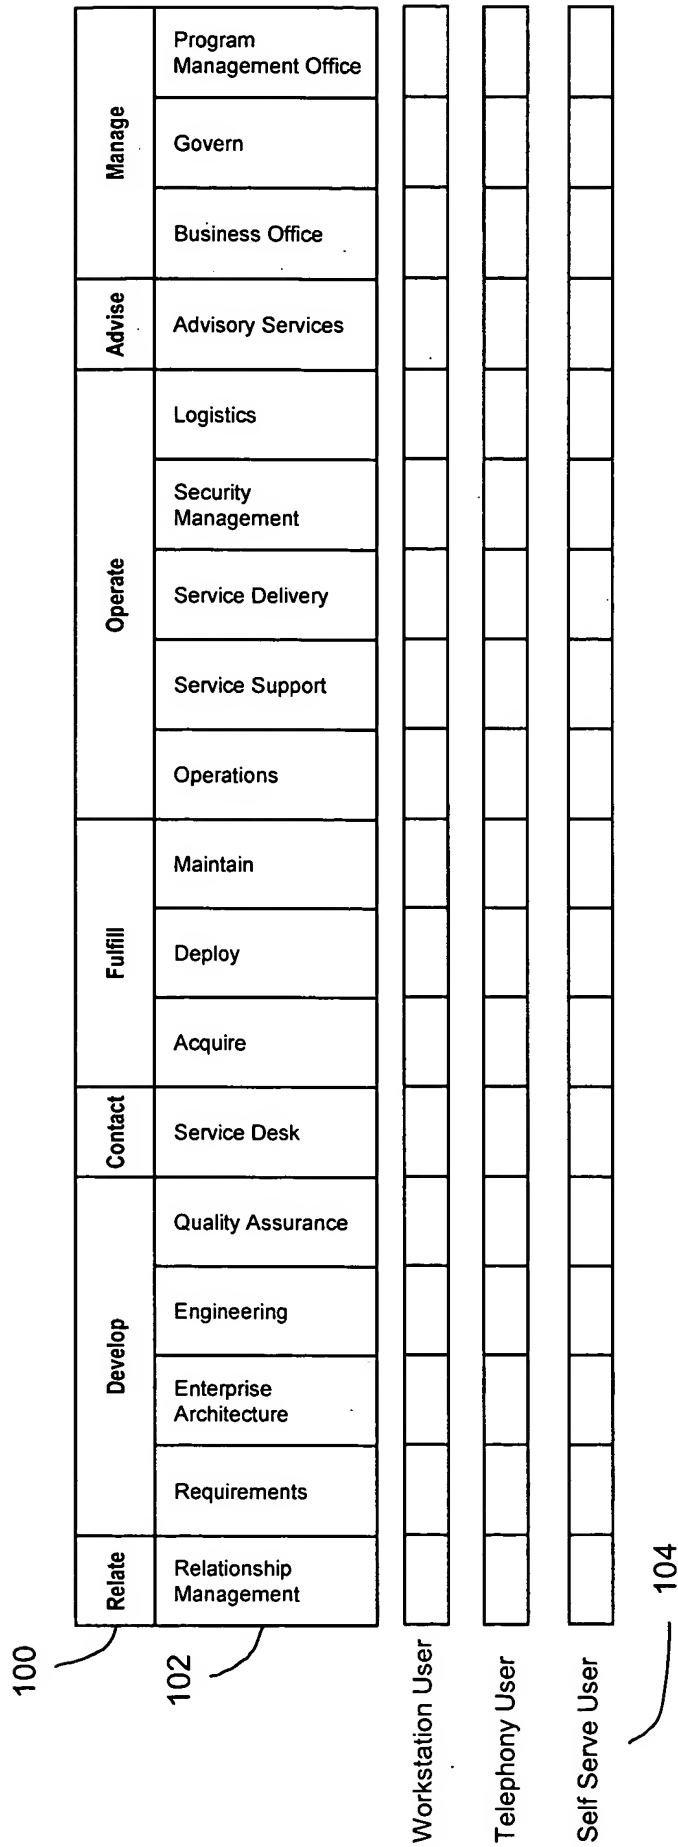 100
Relate
Develop
Contact
Fulfill
Operate
Advise
Manage
102
Relationship
Management
Requirements
Enterprise
Architecture
Engineering
Quality Assurance
Service Desk
Acquire
Deploy
Maintain
Operations
Service Support
Service Delivery
Security
Management
Logistics
Advisory Services
Business Office
Govern
Program
Management Office
Workstation User
Telephony User
Self Serve User
104